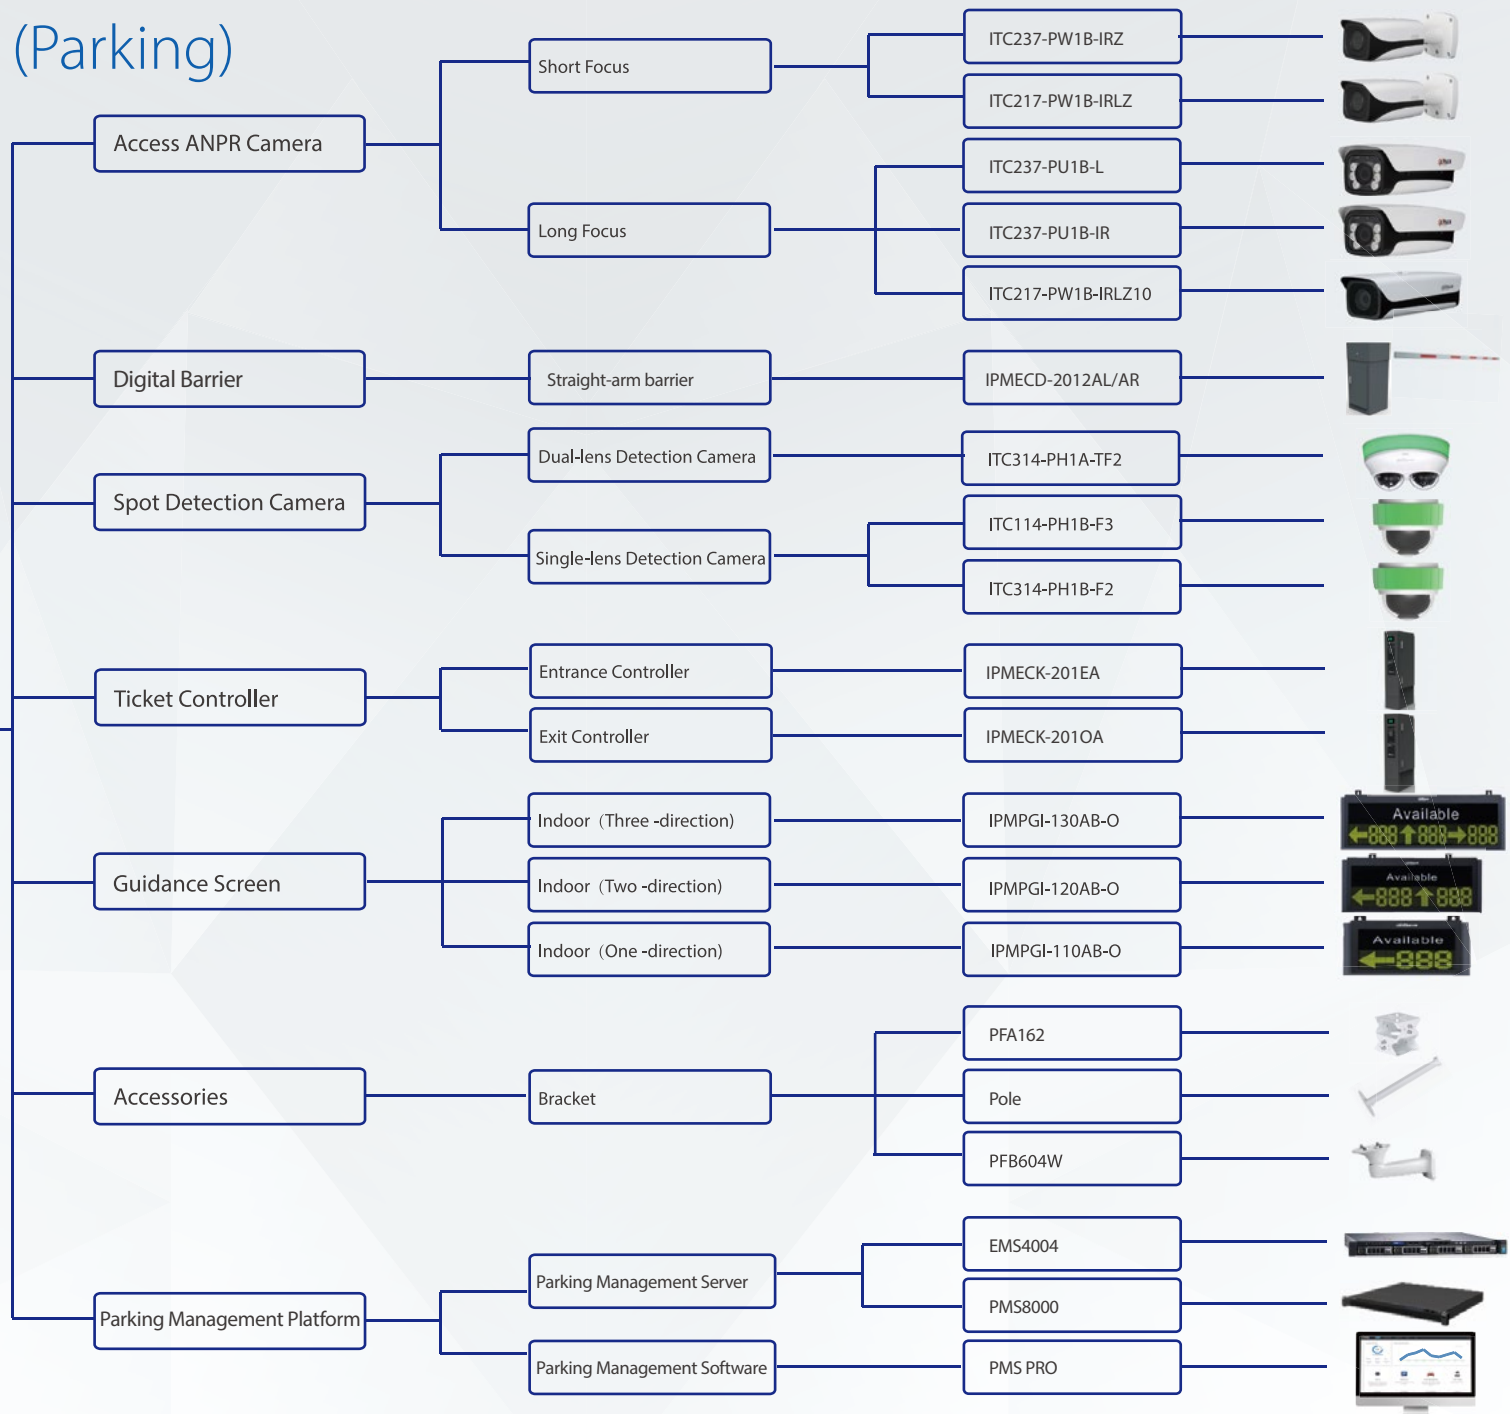 (Parking)
Access ANPR Camera
Short Focus
ITC237-PW1B-IRZ
ITC217-PW1B-IRLZ
Long Focus
ITC237-PU1B-L
ITC237-PU1B-IR
ITC217-PW1B-IRLZ10
Digital Barrier
Straight-arm barrier
IPMECD-2012AL/AR
Spot Detection Camera
Dual-lens Detection Camera
ITC314-PH1A-TF2
Single-lens Detection Camera
ITC114-PH1B-F3
ITC314-PH1B-F2
Ticket Controller
Entrance Controller
IPMECK-201EA
Exit Controller
IPMECK-201OA
Guidance Screen
Indoor（Three -direction)
IPMPGI-130AB-O
Available
←888↑888→888
Indoor（Two -direction)
IPMPGI-120AB-O
Available
←888↑888
Indoor（One -direction)
IPMPGI-110AB-O
Available
←888
Accessories
Bracket
PFA162
Pole
PFB604W
Parking Management Platform
Parking Management Server
EMS4004
PMS8000
Parking Management Software
PMS PRO